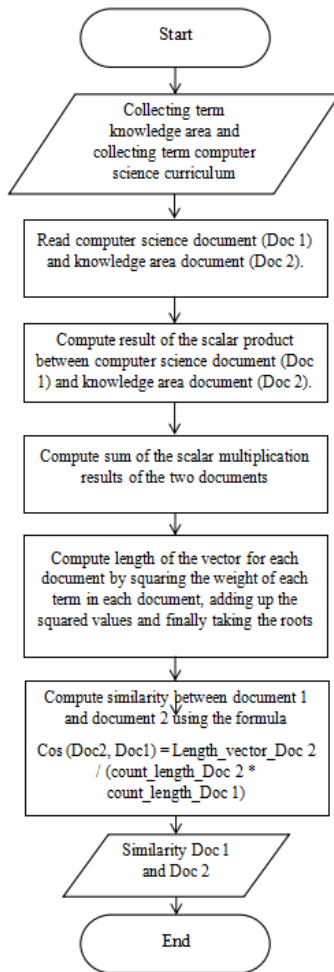 Start
Collecting term
knowledge area and
collecting term computer
science curriculum
Read computer science document (Doc 1)
and knowledge area document (Doc 2).
Compute result of the scalar product
between computer science document (Doc
1) and knowledge area document (Doc 2).
Compute sum of the scalar multiplication
results of the two documents
Compute length of the vector for each
document by squaring the weight of each
term in each document, adding up the
squared values and finally taking the roots
Compute similarity between document 1
and document 2 using the formula
Cos (Doc2, Doc1) = Length_vector_Doc 2
/ (count_length_Doc 2 *
count_length_Doc 1)
Similarity Doc 1
and Doc 2
End